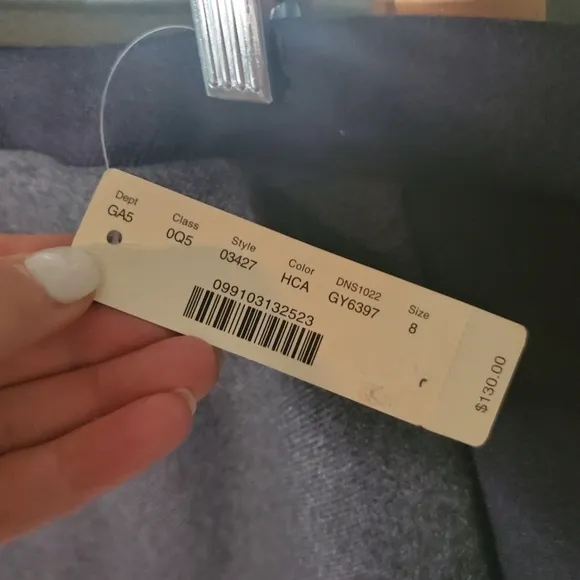 Dept Class Style Color DNS1022 Size
GA5 0Q5 03427 HCA GY6397 8
099103132523
$130.00